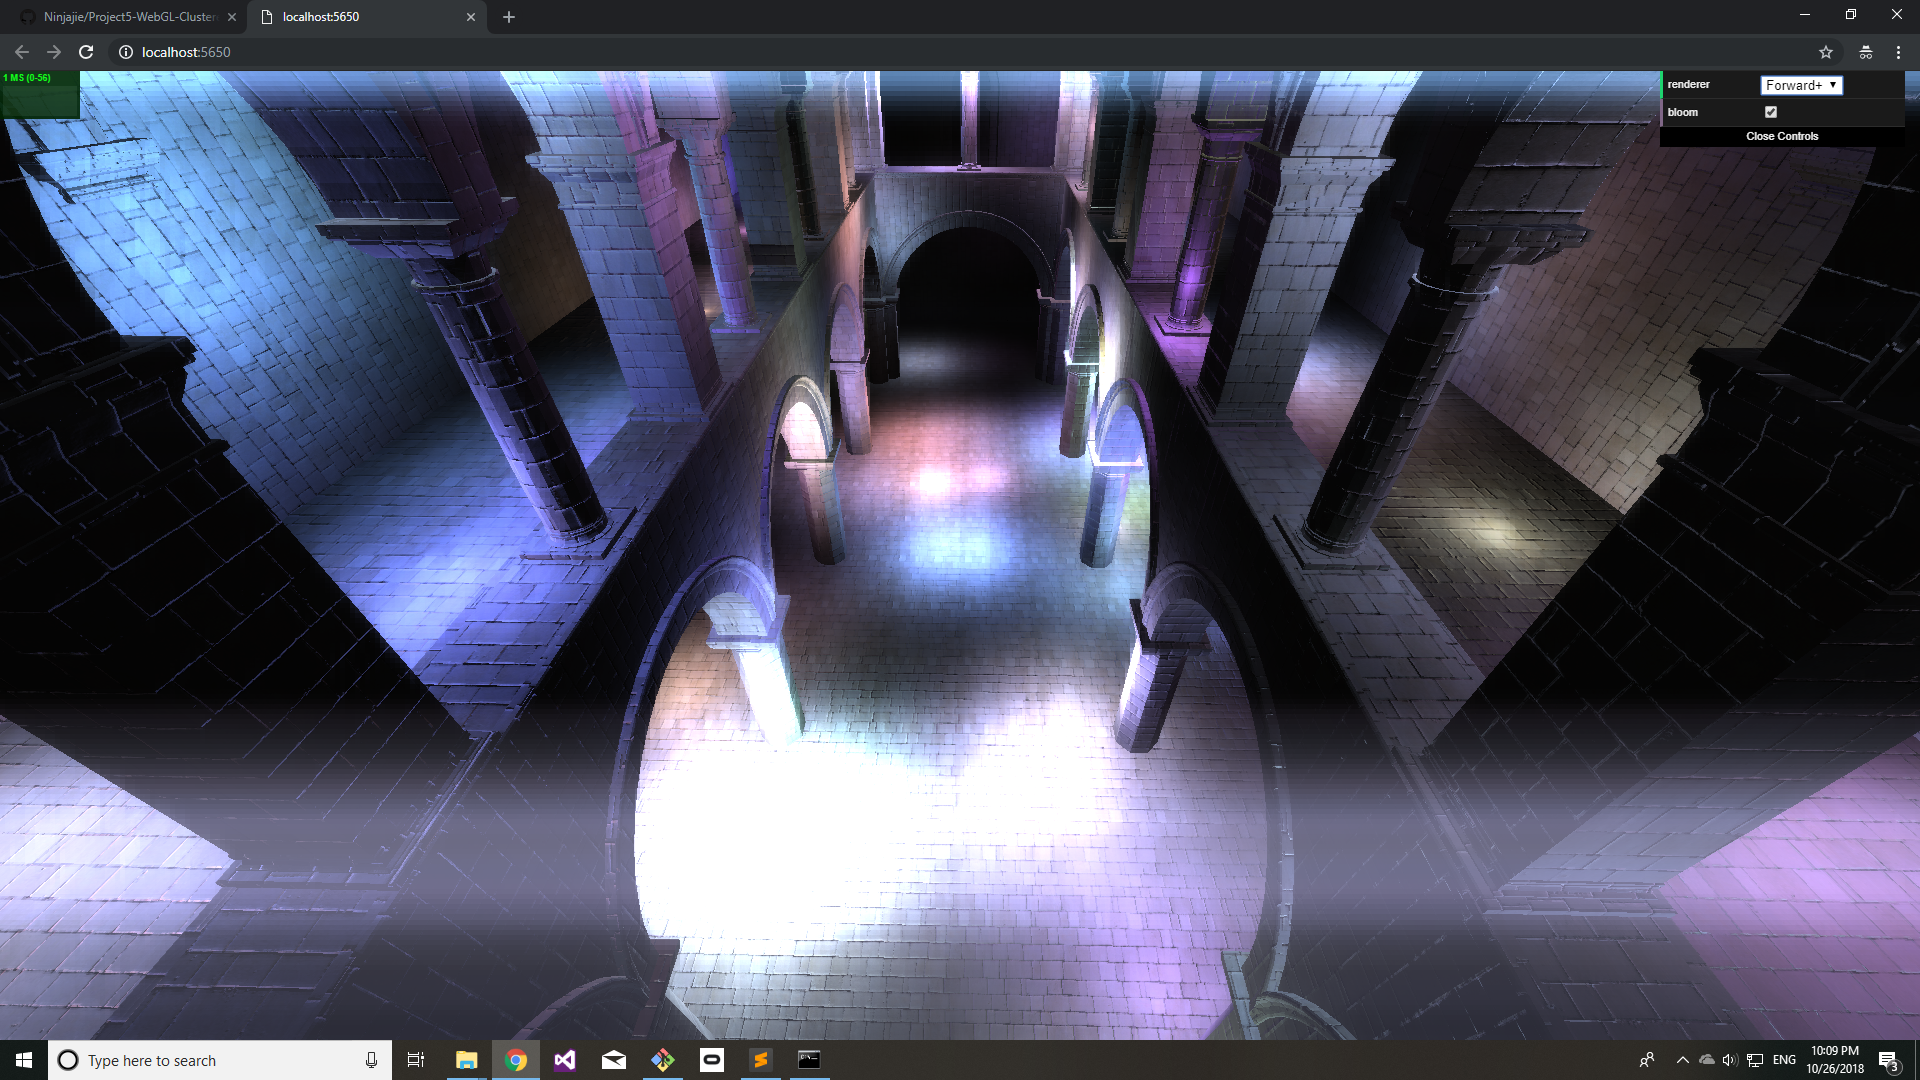 Ninjajie/Project5-WebGL-Cluster
localhost:5650
localhost:5650
1 MS (0-56)
renderer
Forward+
bloom
Close Controls
Type here to search
ENG
10:09 PM
10/26/2018
3